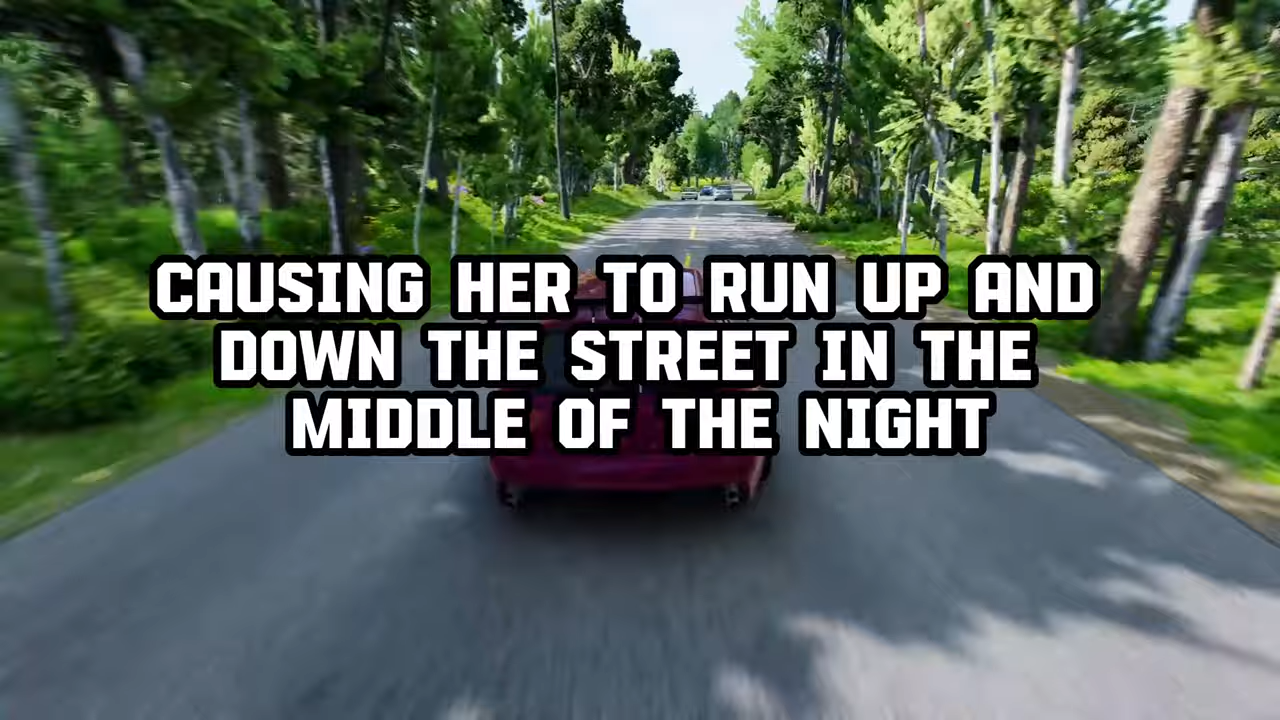 CAUSING HER TO RUN UP AND
DOWN THE STREET IN THE
MIDDLE OF THE NIGHT